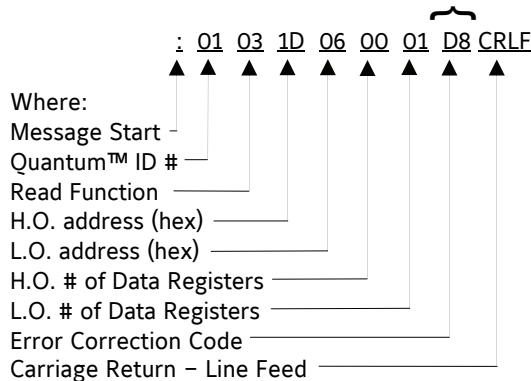 : 01 03 1D 06 00 01 D8 CRLF
Where:
Message Start
Quantum™ ID #
Read Function
H.O. address (hex)
L.O. address (hex)
H.O. # of Data Registers
L.O. # of Data Registers
Error Correction Code
Carriage Return – Line Feed